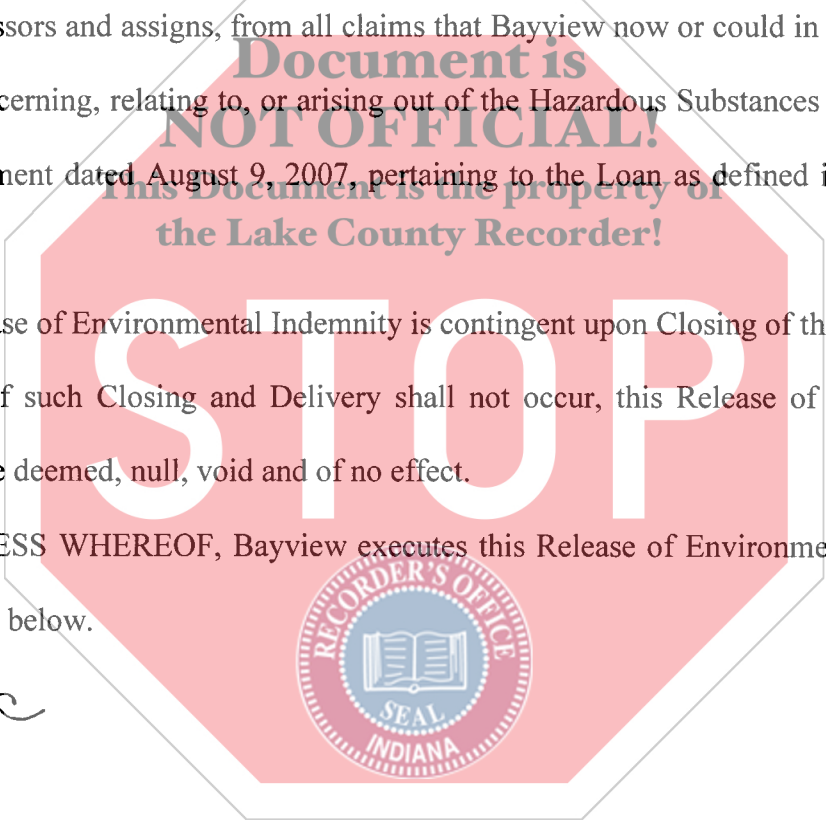 ssors and assigns, from all claims that Bayview now or could in
Document is
cerning, relating to, or arising out of the Hazardous Substances
NOT OFFICIAL!
nent dated August 9, 2007, pertaining to the Loan as defined i
This Document is the property of
the Lake County Recorder!
STOP
se of Environmental Indemnity is contingent upon Closing of th
f such Closing and Delivery shall not occur, this Release of
e deemed, null, void and of no effect.
ESS WHEREOF, Bayview executes this Release of Environme
below.
RECORDER'S OFFICE
SEAL
INDIANA